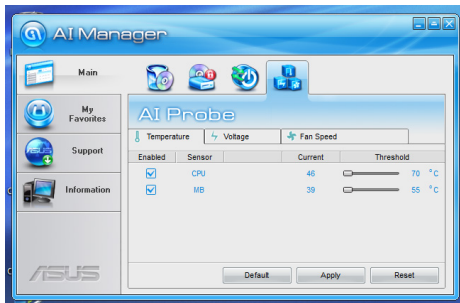 AI Manager
Main
My
Favorites
Support
Information
AI Probe
Temperature Voltage Fan Speed
Enabled Sensor Current Threshold
CPU 46 70 °C
MB 39 55 °C
ASUS
Default Apply Reset